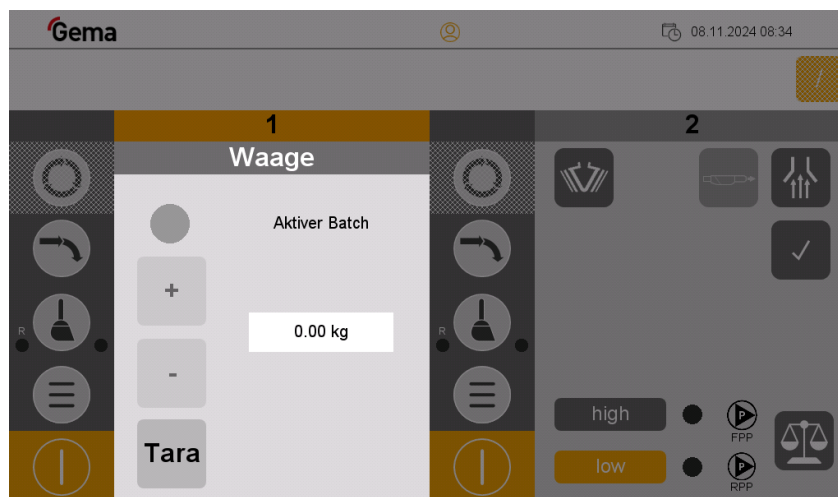 Gema
08.11.2024 08:34
1
2
Waage
Aktiver Batch
+
0.00 kg
R
R
-
high
P
FPP
Tara
low
P
RPP